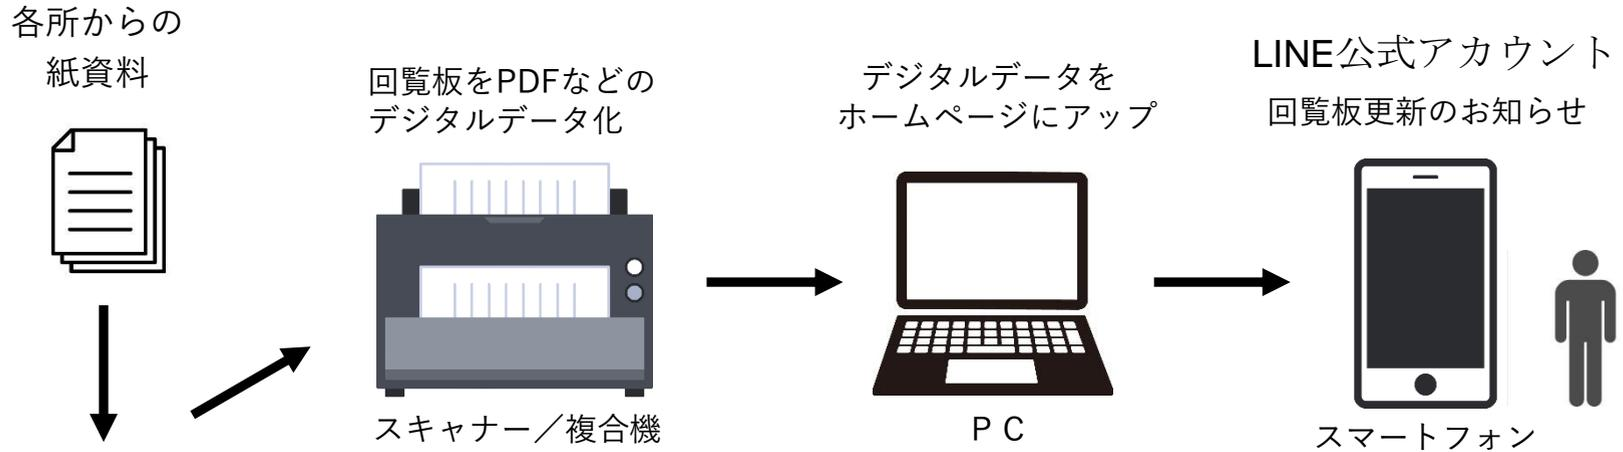 各所からの
紙資料
回覧板をPDFなどの
デジタルデータ化
スキャナー／複合機
デジタルデータを
ホームページにアップ
ＰＣ
LINE公式アカウント
回覧板更新のお知らせ
スマートフォン